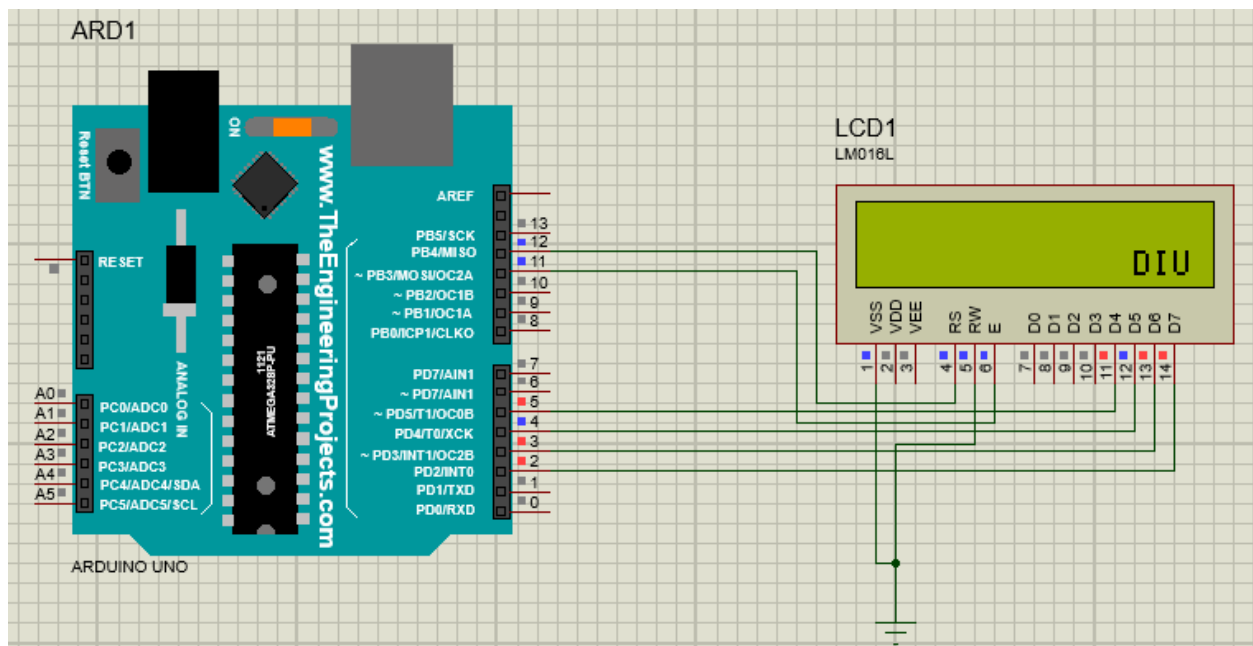 ARD1
ON
Reset BTN
www.TheEngineeringProjects.com
AREF
13
PB5/SCK
12
PB4/MISO
11
~ PB3/MOSI/OC2A
10
~ PB2/OC1B
9
~ PB1/OC1A
8
PB0/ICP1/CLKO
RESET
1121
ATMEGA328P-PU
ANALOG IN
7
PD7/AIN1
6
~ PD7/AIN1
5
~ PD5/T1/OC0B
4
PD4/T0/XCK
3
~ PD3/INT1/OC2B
2
PD2/INT0
1
PD1/TXD
0
PD0/RXD
A0
PC0/ADC0
A1
PC1/ADC1
A2
PC2/ADC2
A3
PC3/ADC3
A4
PC4/ADC4/SDA
A5
PC5/ADC5/SCL
ARDUINO UNO
LCD1
LM016L
DIU
VSS VDD VEE RS RW E D0 D1 D2 D3 D4 D5 D6 D7
1 2 3 4 5 6 7 8 9 10 11 12 13 14